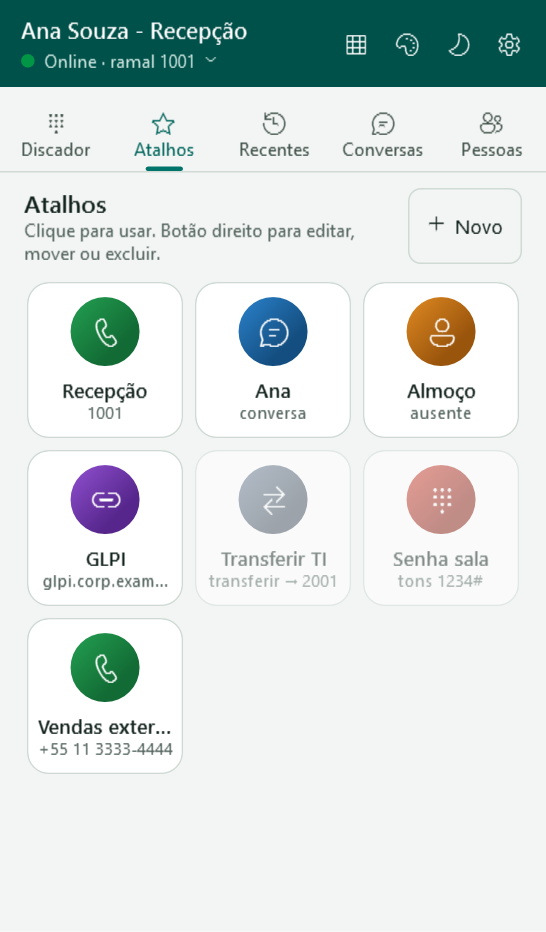 Ana Souza - Recepção
Online · ramal 1001
Discador
Atalhos
Recentes
Conversas
Pessoas
Atalhos
Clique para usar. Botão direito para editar,
mover ou excluir.
+ Novo
Recepção
1001
Ana
conversa
Almoço
ausente
GLPI
glpi.corp.exam...
Transferir TI
transferir → 2001
Senha sala
tons 1234#
Vendas exter...
+55 11 3333-4444